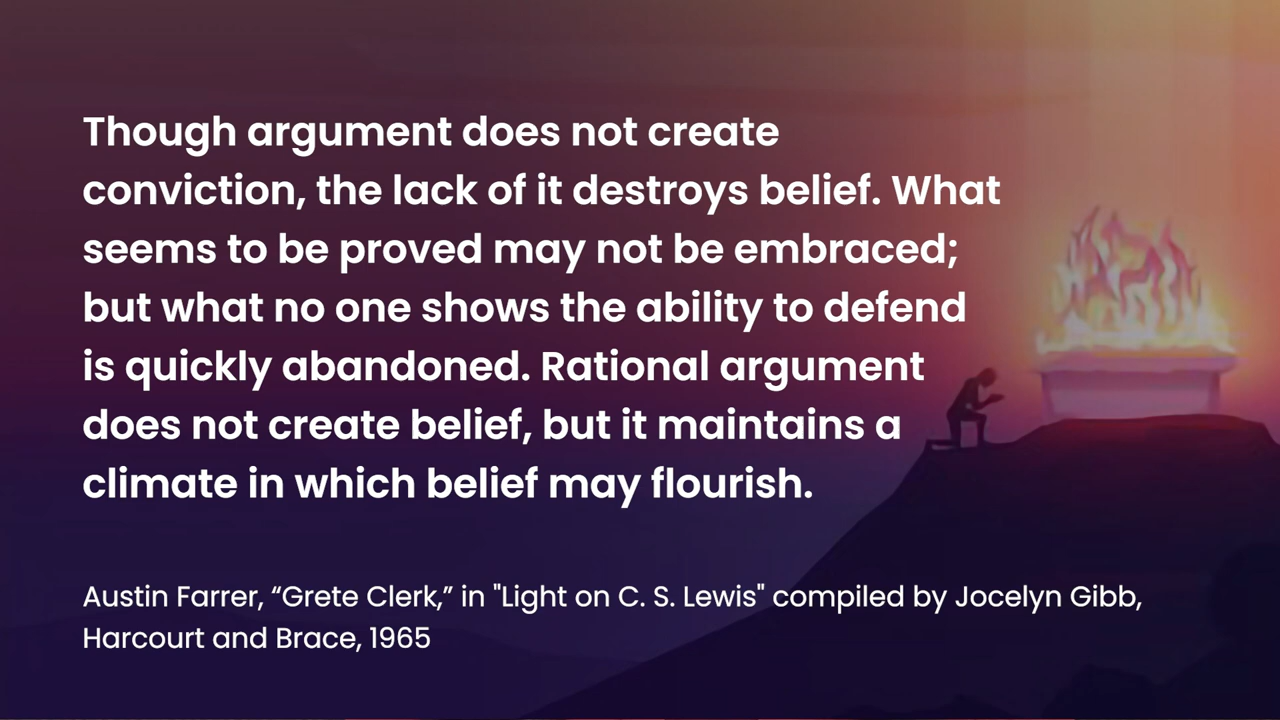 Though argument does not create
conviction, the lack of it destroys belief. What
seems to be proved may not be embraced;
but what no one shows the ability to defend
is quickly abandoned. Rational argument
does not create belief, but it maintains a
climate in which belief may flourish.
Austin Farrer, “Grete Clerk,” in "Light on C. S. Lewis" compiled by Jocelyn Gibb,
Harcourt and Brace, 1965